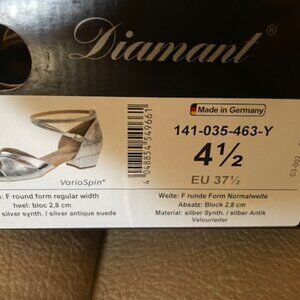 Diamant®
Made in Germany
141-035-463-Y
4½
EU 37½
VarioSpin®
4 048854 549661
03-002
: F round form regular width
heel: bloc 2,8 cm
silver synth. / silver antique suede
Weite: F runde Form Normalweite
Absatz: Block 2,8 cm
Material: silber Synth. / silber Antik
Velourleder